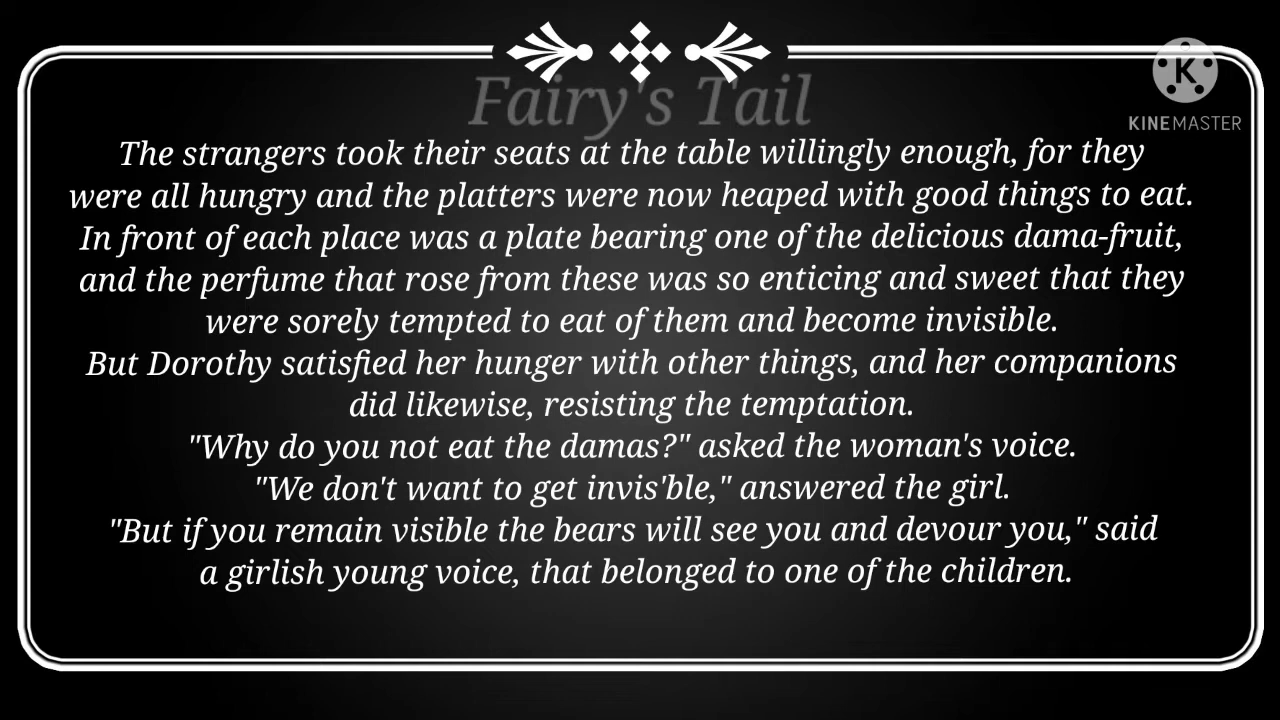 Fairy's Tail
K
KINEMASTER
The strangers took their seats at the table willingly enough, for they
were all hungry and the platters were now heaped with good things to eat.
In front of each place was a plate bearing one of the delicious dama-fruit,
and the perfume that rose from these was so enticing and sweet that they
were sorely tempted to eat of them and become invisible.
But Dorothy satisfied her hunger with other things, and her companions
did likewise, resisting the temptation.
"Why do you not eat the damas?" asked the woman's voice.
"We don't want to get invis'ble," answered the girl.
"But if you remain visible the bears will see you and devour you," said
a girlish young voice, that belonged to one of the children.